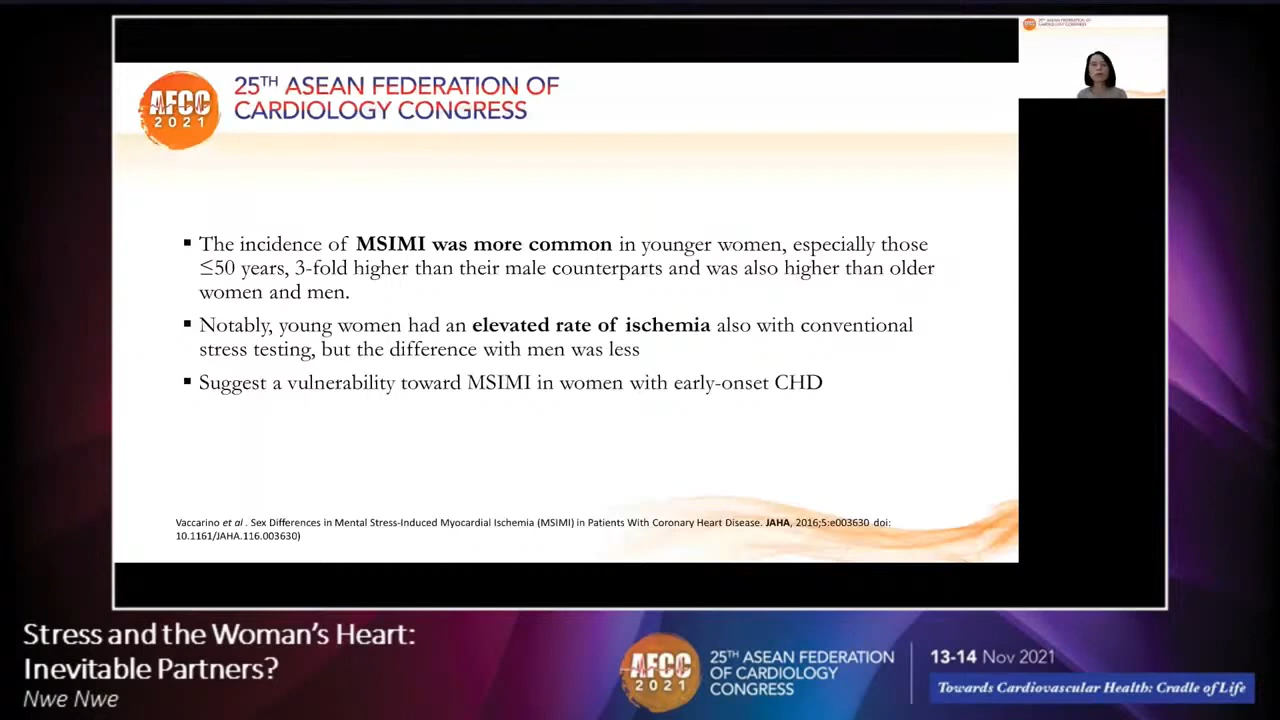 AFCC
2021
25TH ASEAN FEDERATION OF
CARDIOLOGY CONGRESS
▪ The incidence of MSIMI was more common in younger women, especially those
≤50 years, 3-fold higher than their male counterparts and was also higher than older
women and men.
▪ Notably, young women had an elevated rate of ischemia also with conventional
stress testing, but the difference with men was less
▪ Suggest a vulnerability toward MSIMI in women with early-onset CHD
Vaccarino et al . Sex Differences in Mental Stress-Induced Myocardial Ischemia (MSIMI) in Patients With Coronary Heart Disease. JAHA, 2016;5:e003630 doi:
10.1161/JAHA.116.003630)
Stress and the Woman's Heart:
Inevitable Partners?
Nwe Nwe
AFCC
2021
25TH ASEAN FEDERATION
OF CARDIOLOGY
CONGRESS
13-14 Nov 2021
Towards Cardiovascular Health: Cradle of Life